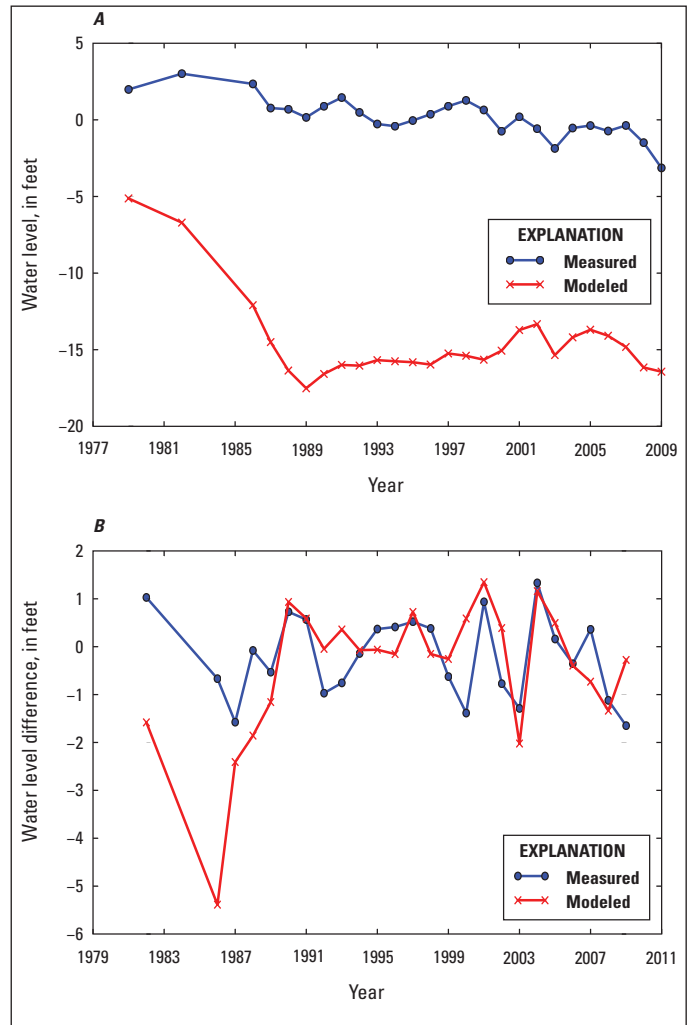 A
5
0
−5
−10
−15
−20
Water level, in feet
EXPLANATION
Measured
Modeled
1977 1981 1985 1989 1993 1997 2001 2005 2009
Year
B
2
1
0
−1
−2
−3
−4
−5
−6
Water level difference, in feet
EXPLANATION
Measured
Modeled
1979 1983 1987 1991 1995 1999 2003 2007 2011
Year